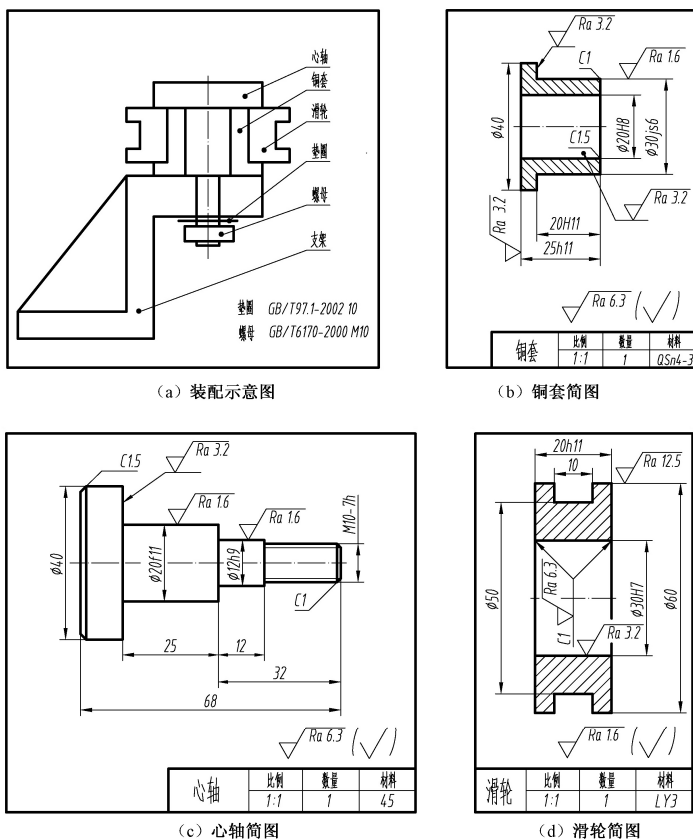 心轴
铜套
滑轮
垫圆
螺母
支架
垫圆 GB/T97.1-2002 10
螺母 GB/T6170-2000 M10
（a）装配示意图
Ra 3.2
C1
Ra 1.6
Φ40
C1.5
Φ20H8
Φ30js6
Ra 3.2
Ra 3.2
20H11
25h11
Ra 6.3 (√)
铜套 比例 数量 材料
1:1 1 QSn4-3
（b）铜套简图
C1.5
Ra 3.2
Ra 1.6
Ra 1.6
M10-7h
Φ40
Φ20f11
Φ12h9
C1
25
12
32
68
Ra 6.3 (√)
心轴 比例 数量 材料
1:1 1 45
（c）心轴简图
20h11
10
Ra 12.5
Φ50
Ra 6.3
C1
Φ30H7
Φ60
Ra 3.2
Ra 1.6 (√)
滑轮 比例 数量 材料
1:1 1 LY3
（d）滑轮简图